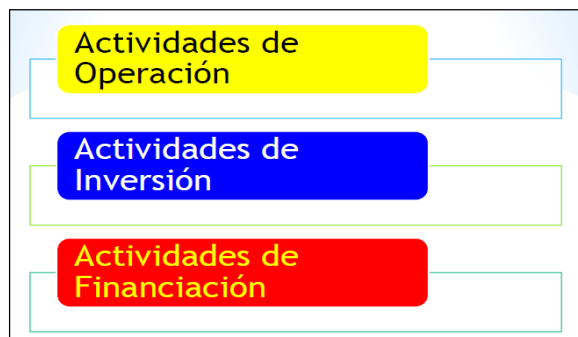 Actividades de
Operación
Actividades de
Inversión
Actividades de
Financiación